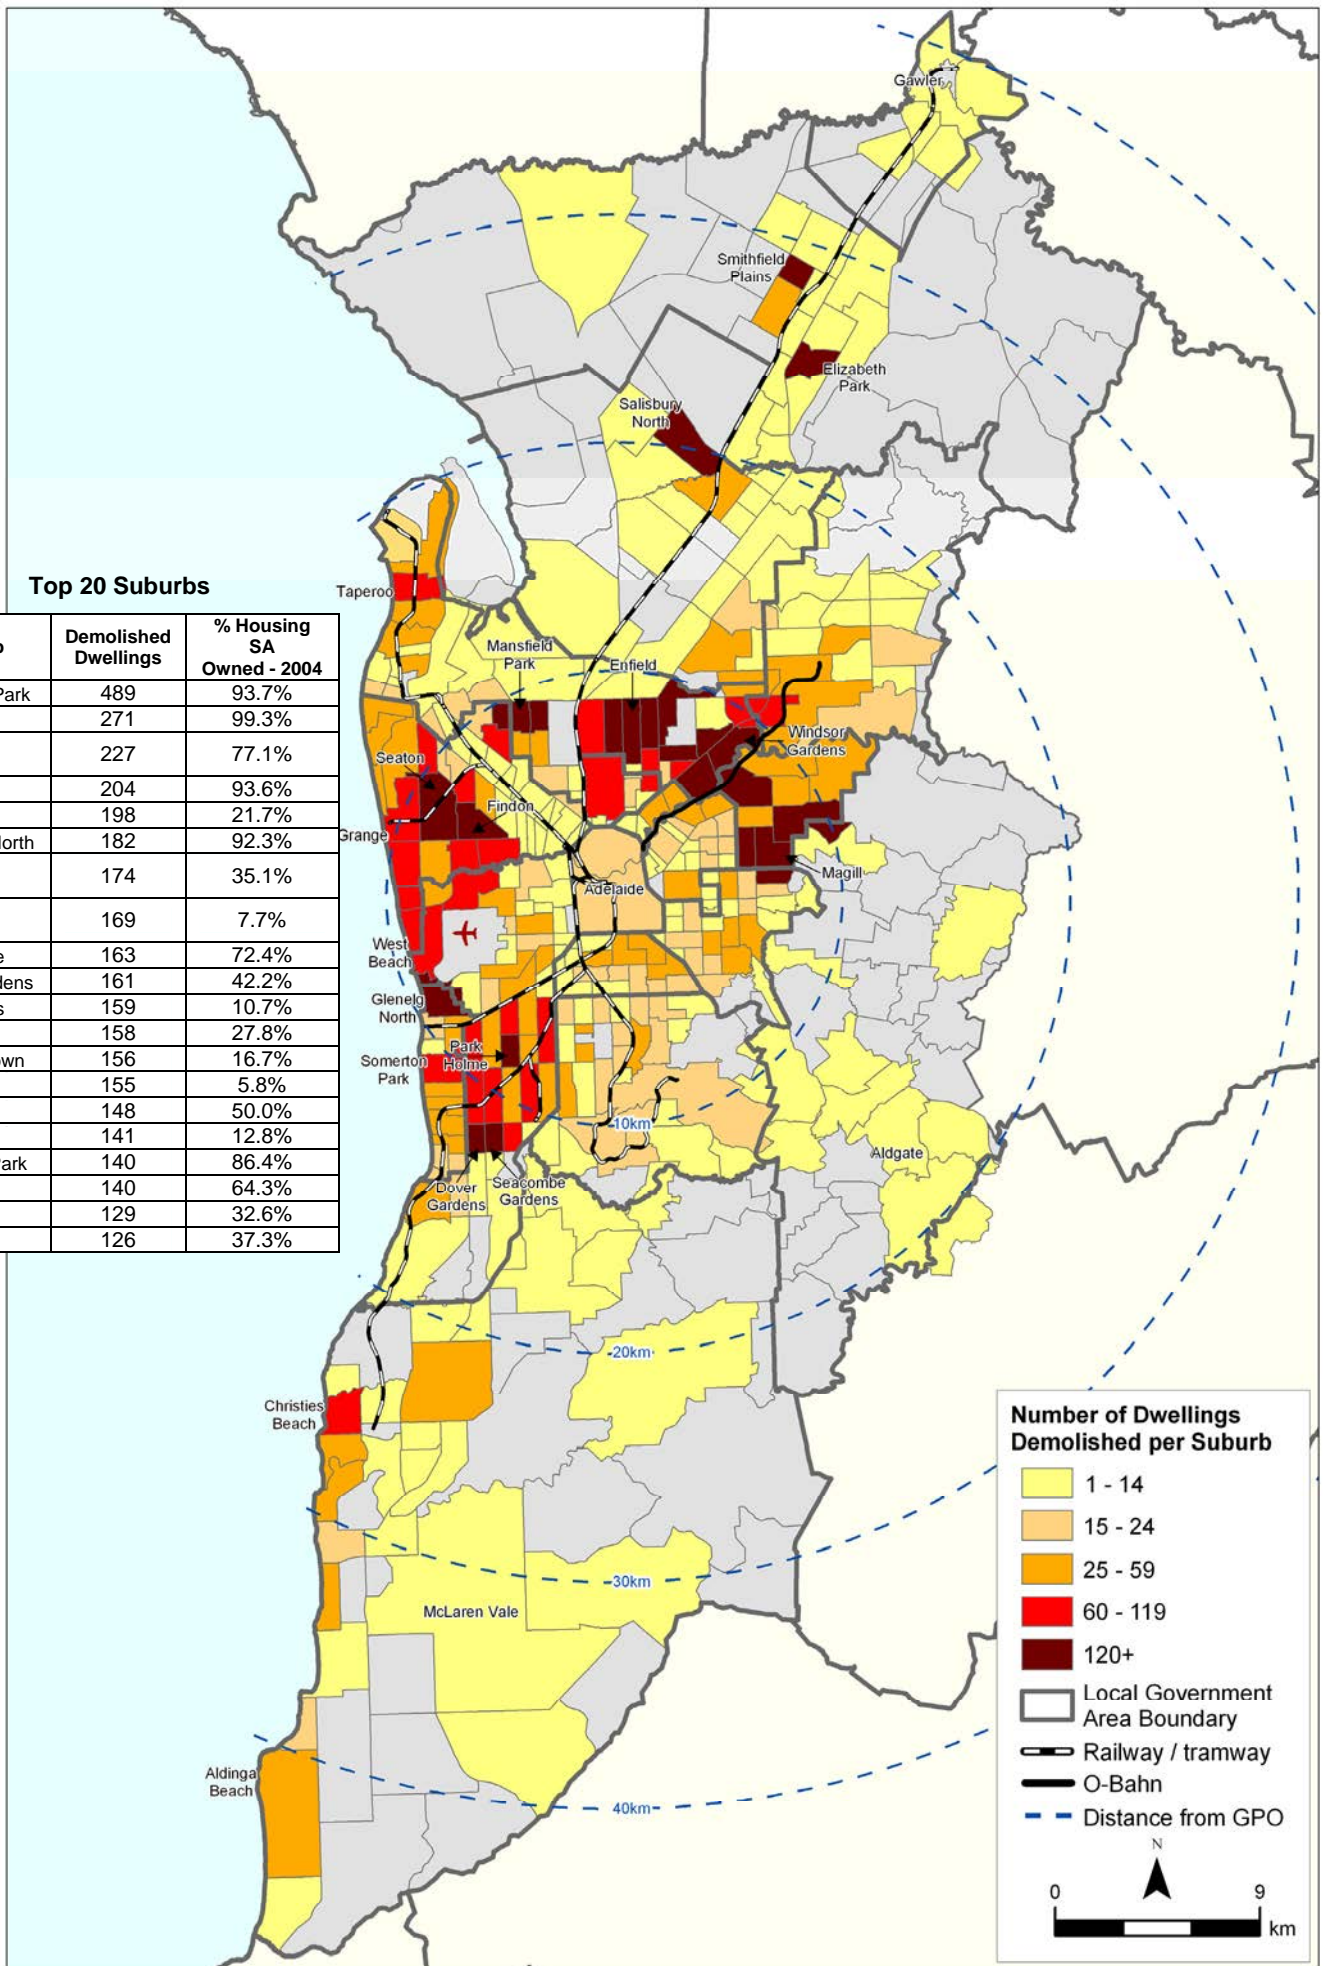 Gawler
Smithfield
Plains
Elizabeth
Park
Salisbury
North
Top 20 Suburbs
Demolished
Dwellings
% Housing
SA
Owned - 2004
Park 489 93.7%
271 99.3%
227 77.1%
204 93.6%
198 21.7%
North 182 92.3%
174 35.1%
169 7.7%
163 72.4%
161 42.2%
159 10.7%
158 27.8%
156 16.7%
155 5.8%
148 50.0%
141 12.8%
Park 140 86.4%
140 64.3%
129 32.6%
126 37.3%
Taperoo
Mansfield
Park
Enfield
Windsor
Gardens
Seaton
Findon
Grange
Magill
Adelaide
West
Beach
Glenelg
North
Park
Holme
Somerton
Park
10km
Aldgate
Dover
Gardens
Seacombe
Gardens
20km
Christies
Beach
30km
McLaren Vale
Aldinga
Beach
40km
Number of Dwellings
Demolished per Suburb
1 - 14
15 - 24
25 - 59
60 - 119
120+
Local Government
Area Boundary
Railway / tramway
O-Bahn
Distance from GPO
N
0 9
km